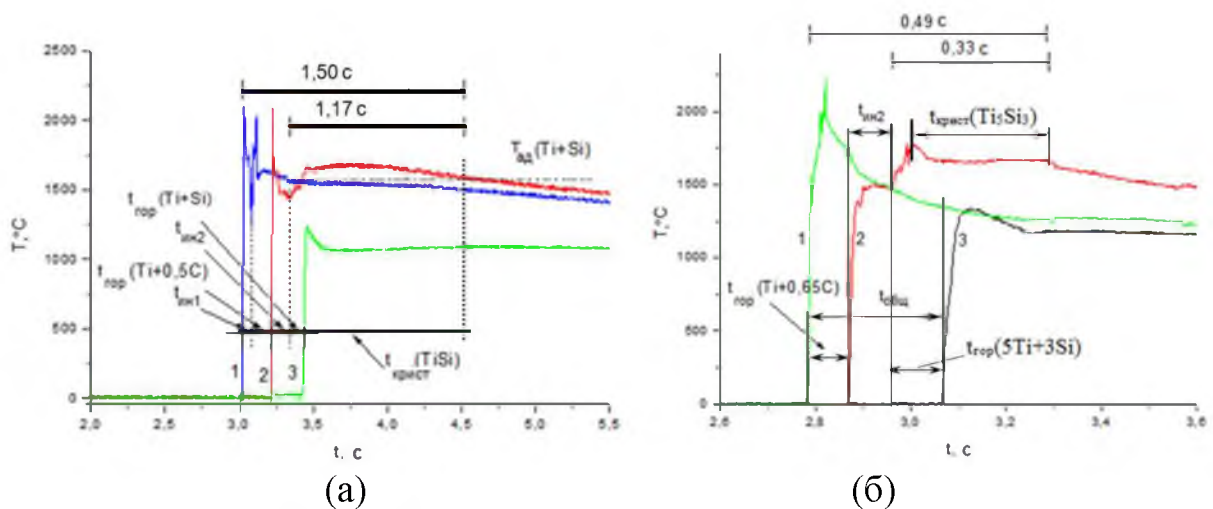 1,50 с
1,17 с
T, °C
2500
2000
1500
1000
500
0
Tад(Ti+Si)
tгор(Ti+Si)
tин2
tгор(Ti+0,5C)
tин1
1
2
3
tкрист(TiSi)
2,0
2,5
3,0
3,5
4,0
4,5
5,0
5,5
t, с
(а)
0,49 с
0,33 с
T, °C
2000
1500
1000
500
0
tин2
tкрист(Ti5Si3)
1
2
3
tгор(Ti+0,65C)
tобщ
tгор(5Ti+3Si)
2,6
2,8
3,0
3,2
3,4
3,6
t, с
(б)